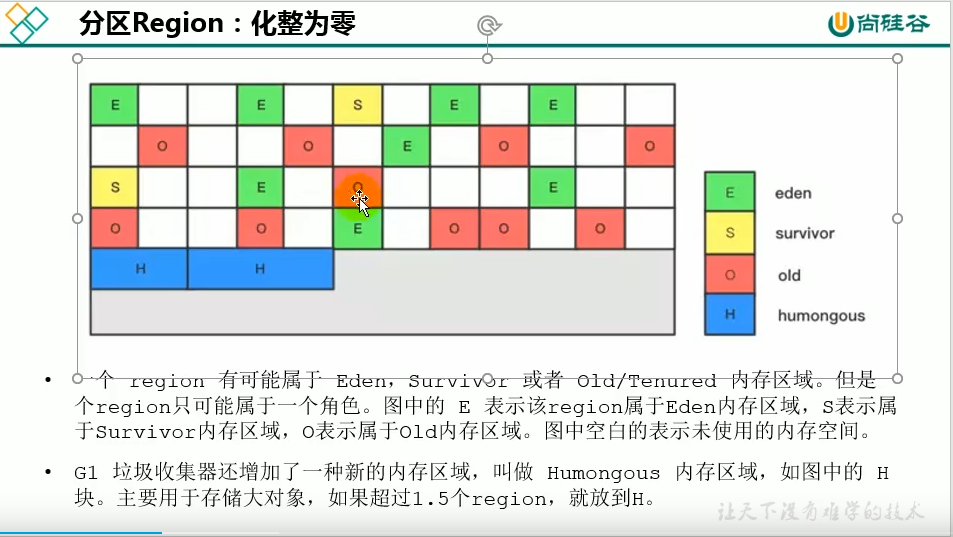 分区Region：化整为零
尚硅谷
E E S E E
O O E O O
S E O E
O O E O O O
H H
E eden
S survivor
O old
H humongous
• 一个 region 有可能属于 Eden，Survivor 或者 Old/Tenured 内存区域。但是
个region只可能属于一个角色。图中的 E 表示该region属于Eden内存区域，S表示属
于Survivor内存区域，O表示属于Old内存区域。图中空白的表示未使用的内存空间。
• G1 垃圾收集器还增加了一种新的内存区域，叫做 Humongous 内存区域，如图中的 H
块。主要用于存储大对象，如果超过1.5个region，就放到H。
让天下没有难学的技术